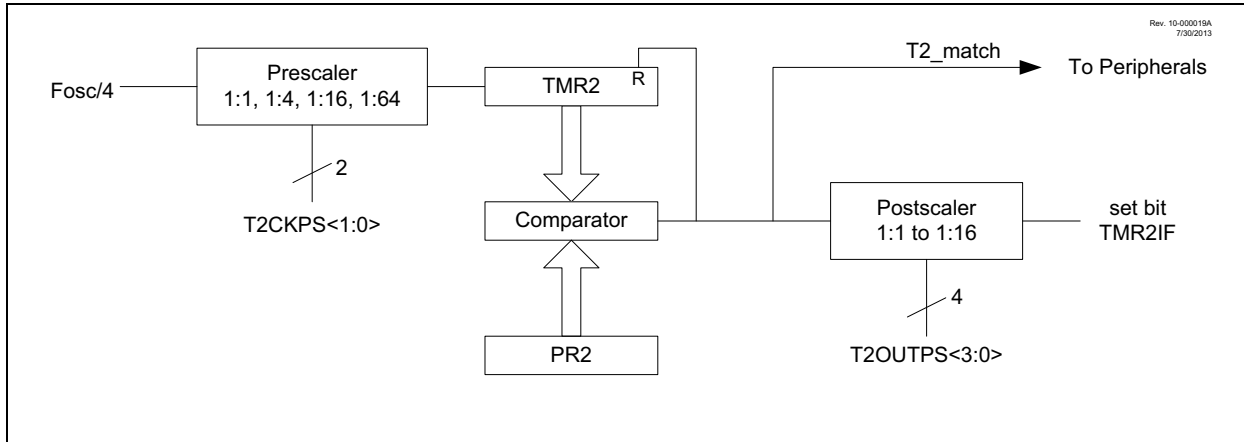 Rev. 10-000019A
7/30/2013
Fosc/4
Prescaler
1:1, 1:4, 1:16, 1:64
2
T2CKPS<1:0>
TMR2
R
Comparator
PR2
T2_match
To Peripherals
Postscaler
1:1 to 1:16
4
T2OUTPS<3:0>
set bit
TMR2IF